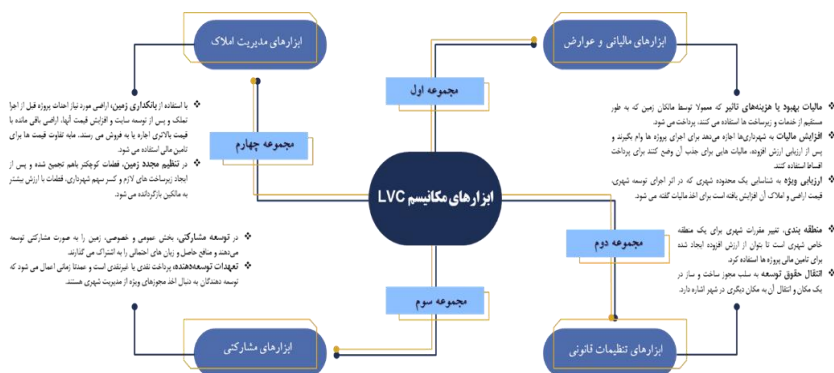 ابزارهای مکانیسم LVC
مجموعه اول
ابزارهای مالیاتی و عوارض
❖ مالیات بهبود یا هزینه‌های تاثیر که معمولا توسط مالکان زمین که به طور
مستقیم از خدمات و زیرساخت ها استفاده می کنند، پرداخت می شود.
❖ افزایش مالیات به شهرداری‌ها اجازه می‌دهد برای اجرای پروژه ها وام بگیرند و
پس از ارزیابی ارزش افزوده، مالیات هایی برای جذب آن وضع کنند برای پرداخت
اقساط استفاده کنند.
❖ ارزیابی ویژه به شناسایی یک محدوده شهری که در اثر اجرای توسعه شهری،
قیمت اراضی و املاک آن افزایش یافته است برای اخذ مالیات گفته می شود.
مجموعه دوم
❖ منطقه بندی، تغییر مقررات شهری برای یک منطقه
خاص شهری است تا بتوان از ارزش افزوده ایجاد شده
برای تامین مالی پروژه ها استفاده کرد.
❖ انتقال حقوق توسعه به سلب مجوز ساخت و ساز در
یک مکان و انتقال آن به مکان دیگری در شهر اشاره دارد.
ابزارهای تنظیمات قانونی
مجموعه سوم
❖ در توسعه مشارکتی، بخش عمومی و خصوصی، زمین را به صورت مشارکتی توسعه
می‌دهند و منافع حاصل و زیان های احتمالی را به اشتراک می گذارند.
❖ تعهدات توسعه‌دهنده، پرداخت نقدی یا غیرنقدی است و عمدتا زمانی اعمال می شود که
توسعه دهندگان به دنبال اخذ مجوزهای ویژه از مدیریت شهری هستند.
ابزارهای مشارکتی
مجموعه چهارم
ابزارهای مدیریت املاک
❖ با استفاده از بانکداری زمین، اراضی مورد نیاز احداث پروژه قبل از اجرا
تملک و پس از توسعه سایت و افزایش قیمت آنها، اراضی باقی مانده با
قیمت بالاتری اجاره یا به فروش می رسند. مابه تفاوت قیمت ها برای
تامین مالی استفاده می شود.
❖ در تنظیم مجدد زمین، قطعات کوچکتر باهم تجمیع شده و پس از
ایجاد زیرساخت های لازم و کسر سهم شهرداری، قطعات با ارزش بیشتر
به مالکین بازگردانده می شود.